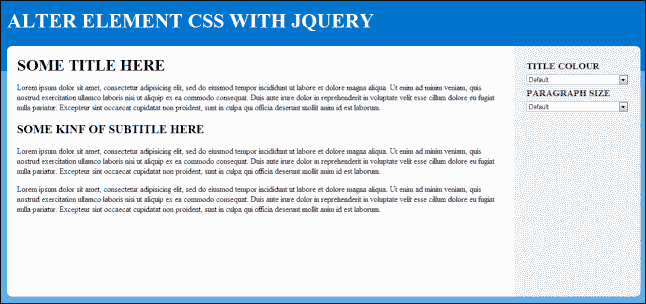 ALTER ELEMENT CSS WITH JQUERY
SOME TITLE HERE
Lorem ipsum dolor sit amet, consectetur adipisicing elit, sed do eiusmod tempor incididunt ut labore et dolore magna aliqua. Ut enim ad minim veniam, quis
nostrud exercitation ullamco laboris nisi ut aliquip ex ea commodo consequat. Duis aute irure dolor in reprehenderit in voluptate velit esse cillum dolore eu fugiat
nulla pariatur. Excepteur sint occaecat cupidatat non proident, sunt in culpa qui officia deserunt mollit anim id est laborum.
SOME KINF OF SUBTITLE HERE
Lorem ipsum dolor sit amet, consectetur adipisicing elit, sed do eiusmod tempor incididunt ut labore et dolore magna aliqua. Ut enim ad minim veniam, quis
nostrud exercitation ullamco laboris nisi ut aliquip ex ea commodo consequat. Duis aute irure dolor in reprehenderit in voluptate velit esse cillum dolore eu fugiat
nulla pariatur. Excepteur sint occaecat cupidatat non proident, sunt in culpa qui officia deserunt mollit anim id est laborum.
Lorem ipsum dolor sit amet, consectetur adipisicing elit, sed do eiusmod tempor incididunt ut labore et dolore magna aliqua. Ut enim ad minim veniam, quis
nostrud exercitation ullamco laboris nisi ut aliquip ex ea commodo consequat. Duis aute irure dolor in reprehenderit in voluptate velit esse cillum dolore eu fugiat
nulla pariatur. Excepteur sint occaecat cupidatat non proident, sunt in culpa qui officia deserunt mollit anim id est laborum.
TITLE COLOUR
Default
PARAGRAPH SIZE
Default